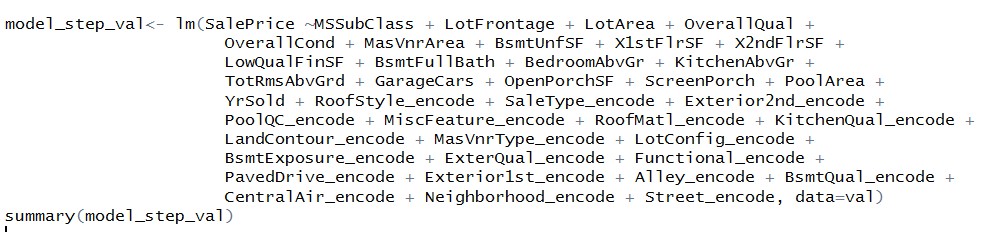 model_step_val<- lm(SalePrice ~MSSubClass + LotFrontage + LotArea + OverallQual +
OverallCond + MasVnrArea + BsmtUnfSF + X1stFlrSF + X2ndFlrSF +
LowQualFinSF + BsmtFullBath + BedroomAbvGr + KitchenAbvGr +
TotRmsAbvGrd + GarageCars + OpenPorchSF + ScreenPorch + PoolArea +
YrSold + RoofStyle_encode + SaleType_encode + Exterior2nd_encode +
PoolQC_encode + MiscFeature_encode + RoofMatl_encode + KitchenQual_encode +
LandContour_encode + MasVnrType_encode + LotConfig_encode +
BsmtExposure_encode + ExterQual_encode + Functional_encode +
PavedDrive_encode + Exterior1st_encode + Alley_encode + BsmtQual_encode +
CentralAir_encode + Neighborhood_encode + Street_encode, data=val)
summary(model_step_val)